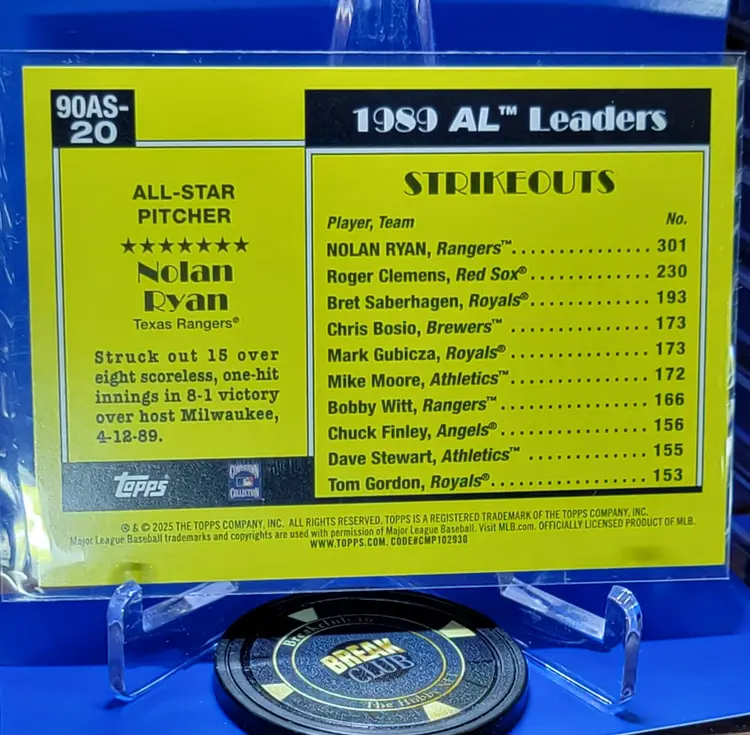 90AS-
20
1989 AL™ Leaders
ALL-STAR
PITCHER
★★★★★★★
Nolan
Ryan
Texas Rangers®
Struck out 15 over
eight scoreless, one-hit
innings in 8-1 victory
over host Milwaukee,
4-12-89.
STRIKEOUTS
Player, Team No.
NOLAN RYAN, Rangers™............... 301
Roger Clemens, Red Sox®............. 230
Bret Saberhagen, Royals®............. 193
Chris Bosio, Brewers™ ............... 173
Mark Gubicza, Royals® ............... 173
Mike Moore, Athletics™............... 172
Bobby Witt, Rangers™................ 166
Chuck Finley, Angels®................ 156
Dave Stewart, Athletics™ ............. 155
Tom Gordon, Royals®................. 153
topps
COOPERSTOWN
COLLECTION
® & © 2025 THE TOPPS COMPANY, INC. ALL RIGHTS RESERVED. TOPPS IS A REGISTERED TRADEMARK OF THE TOPPS COMPANY, INC.
Major League Baseball trademarks and copyrights are used with permission of Major League Baseball. Visit MLB.com. OFFICIALLY LICENSED PRODUCT OF MLB.
WWW.TOPPS.COM. CODE#CMP102930
BREAK
CLUB
The Hobby